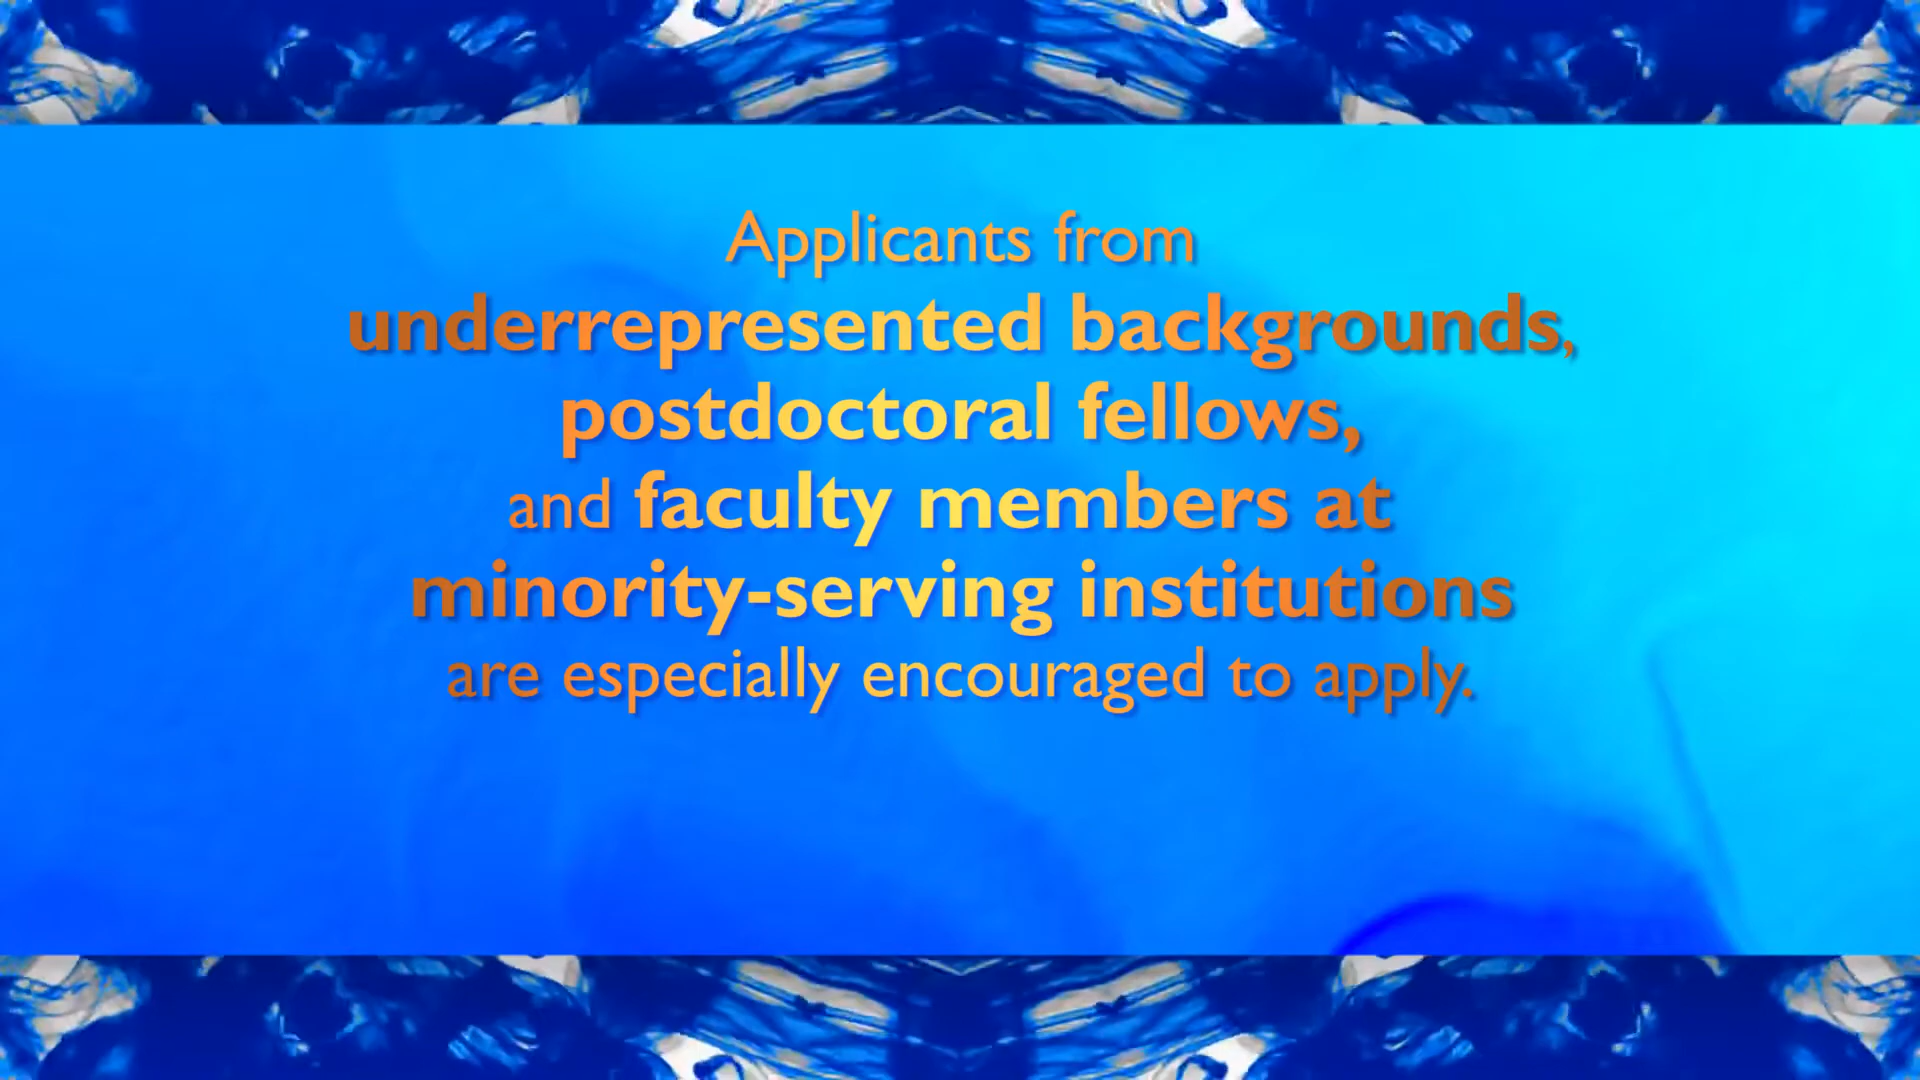 Applicants from
underrepresented backgrounds,
postdoctoral fellows,
and faculty members at
minority-serving institutions
are especially encouraged to apply.